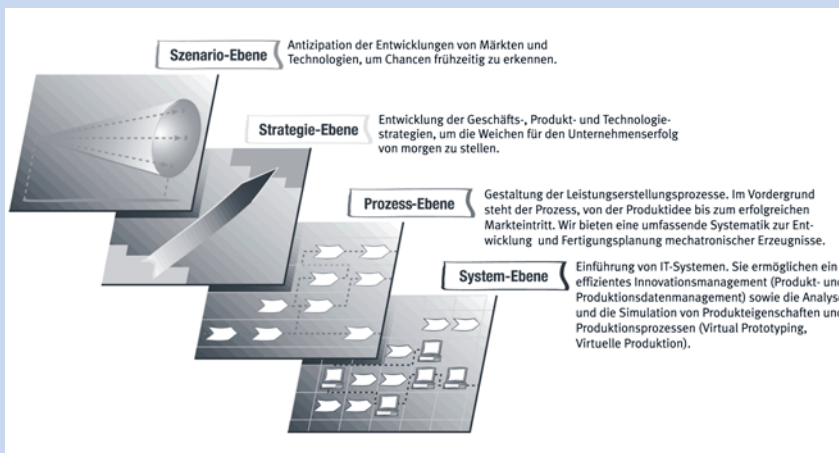 Szenario-Ebene
Antizipation der Entwicklungen von Märkten und
Technologien, um Chancen frühzeitig zu erkennen.
Strategie-Ebene
Entwicklung der Geschäfts-, Produkt- und Technologie-
strategien, um die Weichen für den Unternehmenserfolg
von morgen zu stellen.
Prozess-Ebene
Gestaltung der Leistungserstellungsprozesse. Im Vordergrund
steht der Prozess, von der Produktidee bis zum erfolgreichen
Markteintritt. Wir bieten eine umfassende Systematik zur Ent-
wicklung und Fertigungsplanung mechatronischer Erzeugnisse.
System-Ebene
Einführung von IT-Systemen. Sie ermöglichen ein
effizientes Innovationsmanagement (Produkt- und
Produktionsdatenmanagement) sowie die Analyse
und die Simulation von Produkteigenschaften und
Produktionsprozessen (Virtual Prototyping,
Virtuelle Produktion).